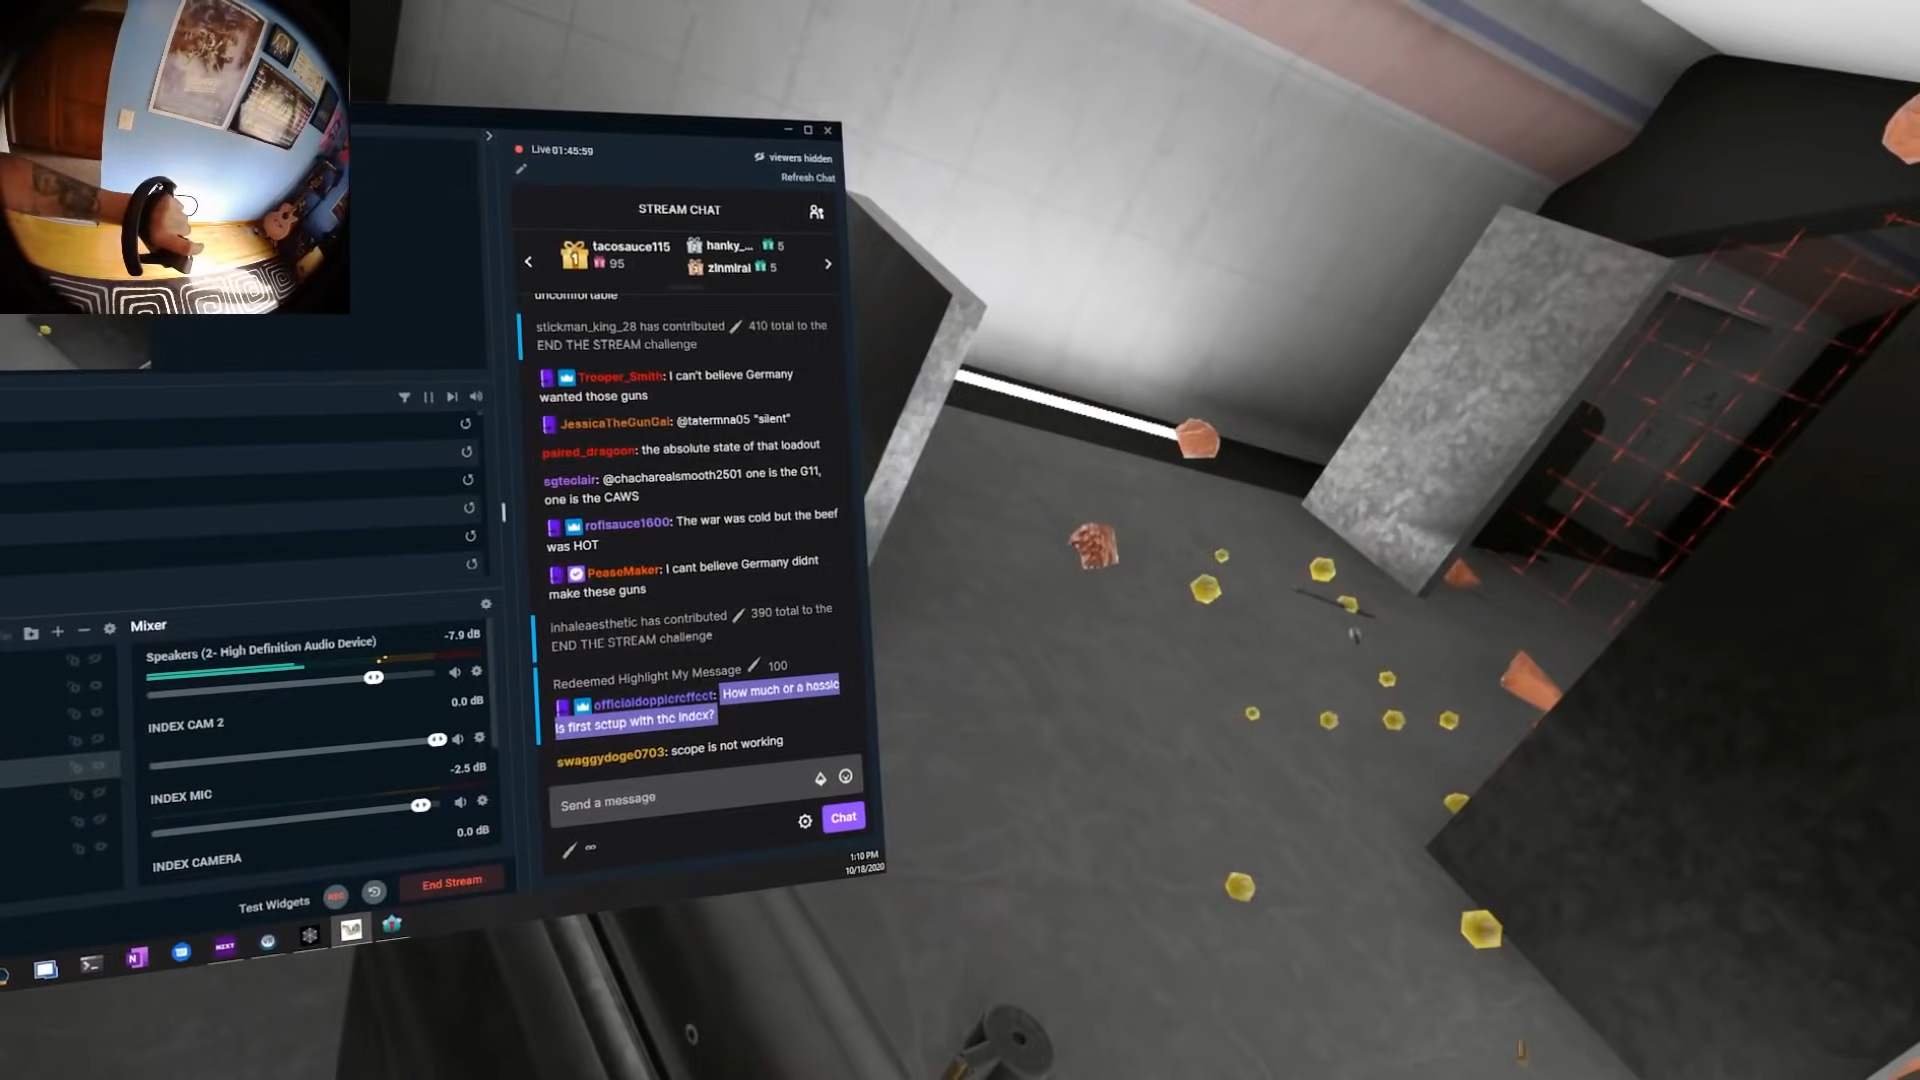 Live 01:45:59
viewers hidden
Refresh Chat
STREAM CHAT
tacosauce115
95
hanky_... 5
zinmirai 5
uncomfortable
stickman_king_28 has contributed 410 total to the
END THE STREAM challenge
Trooper_Smith: I can't believe Germany
wanted those guns
JessicaTheGunGal: @tatermna05 "silent"
paired_dragoon: the absolute state of that loadout
sgteclair: @chacharealsmooth2501 one is the G11,
one is the CAWS
roflsauce1600: The war was cold but the beef
was HOT
PeaseMaker: I cant believe Germany didnt
make these guns
inhaleaesthetic has contributed 390 total to the
END THE STREAM challenge
Redeemed Highlight My Message 100
officialdopplereffect: How much or a hassle
is first setup with the index?
swaggydoge0703: scope is not working
Send a message
Chat
1:10 PM
10/18/2020
Mixer
Speakers (2- High Definition Audio Device)
-7.9 dB
0.0 dB
INDEX CAM 2
-2.5 dB
INDEX MIC
0.0 dB
INDEX CAMERA
Test Widgets
REC
End Stream